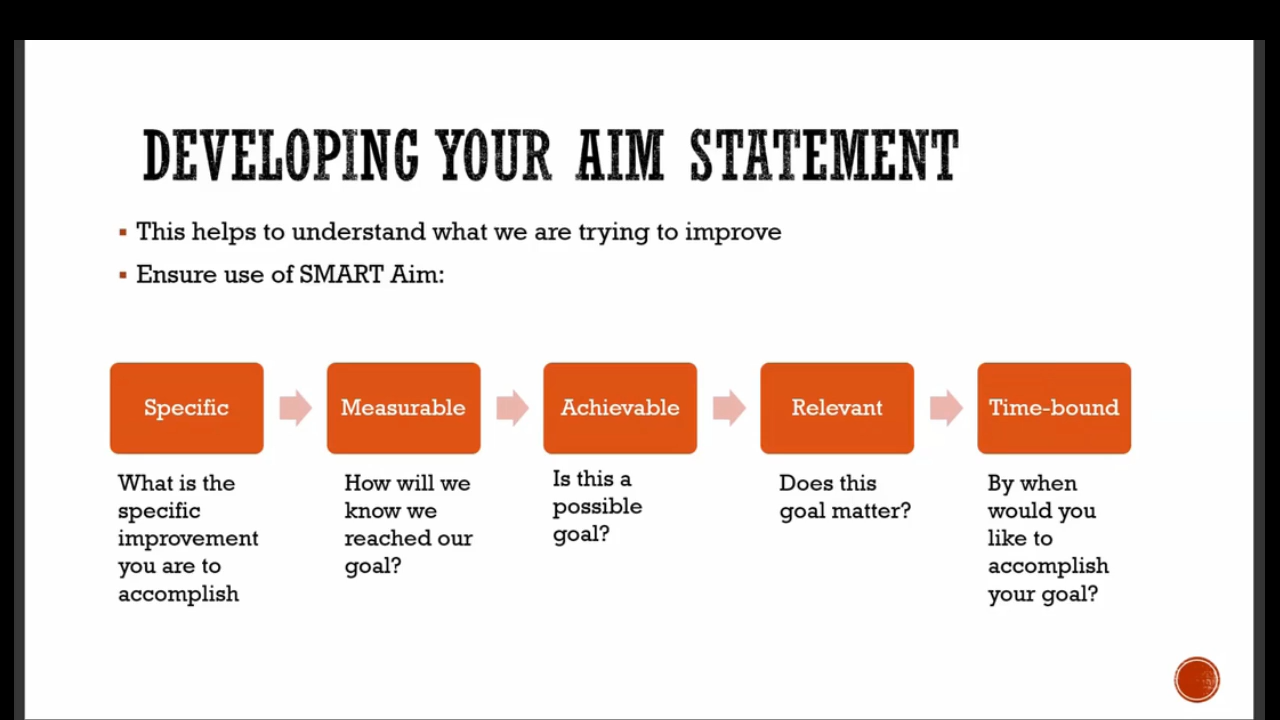 DEVELOPING YOUR AIM STATEMENT
This helps to understand what we are trying to improve
Ensure use of SMART Aim:
Specific
What is the
specific
improvement
you are to
accomplish
Measurable
How will we
know we
reached our
goal?
Achievable
Is this a
possible
goal?
Relevant
Does this
goal matter?
Time-bound
By when
would you
like to
accomplish
your goal?